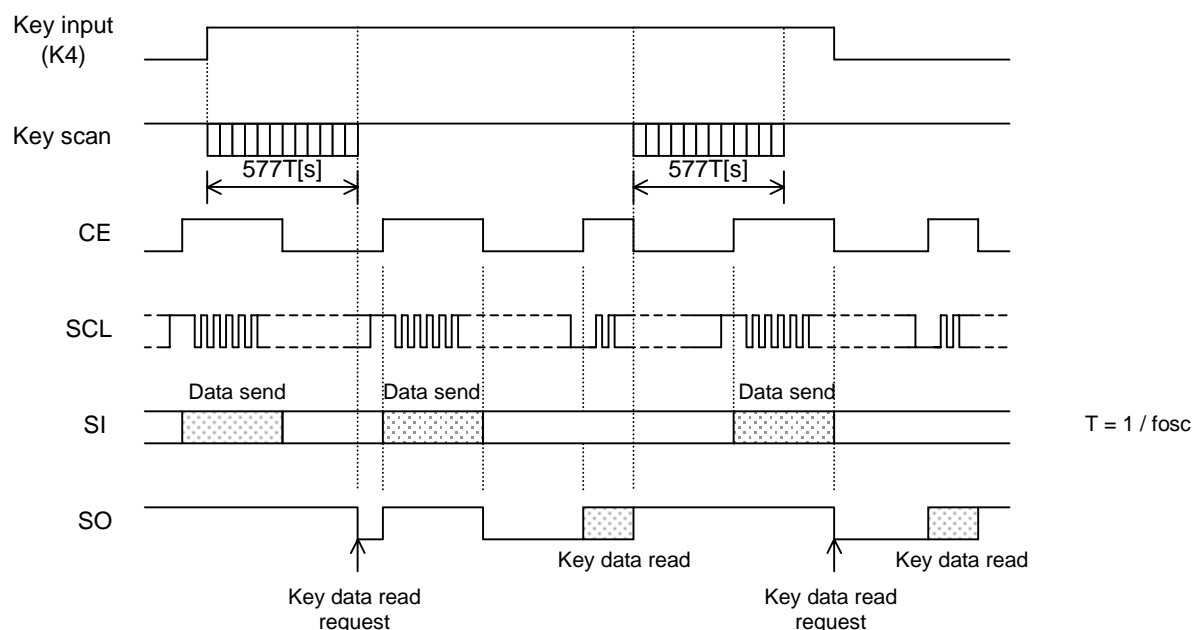 Key input
(K4)
Key scan
577T[s]
577T[s]
CE
SCL
Data send
Data send
Data send
SI
T = 1 / fosc
SO
Key data read
Key data read
Key data read
request
Key data read
request